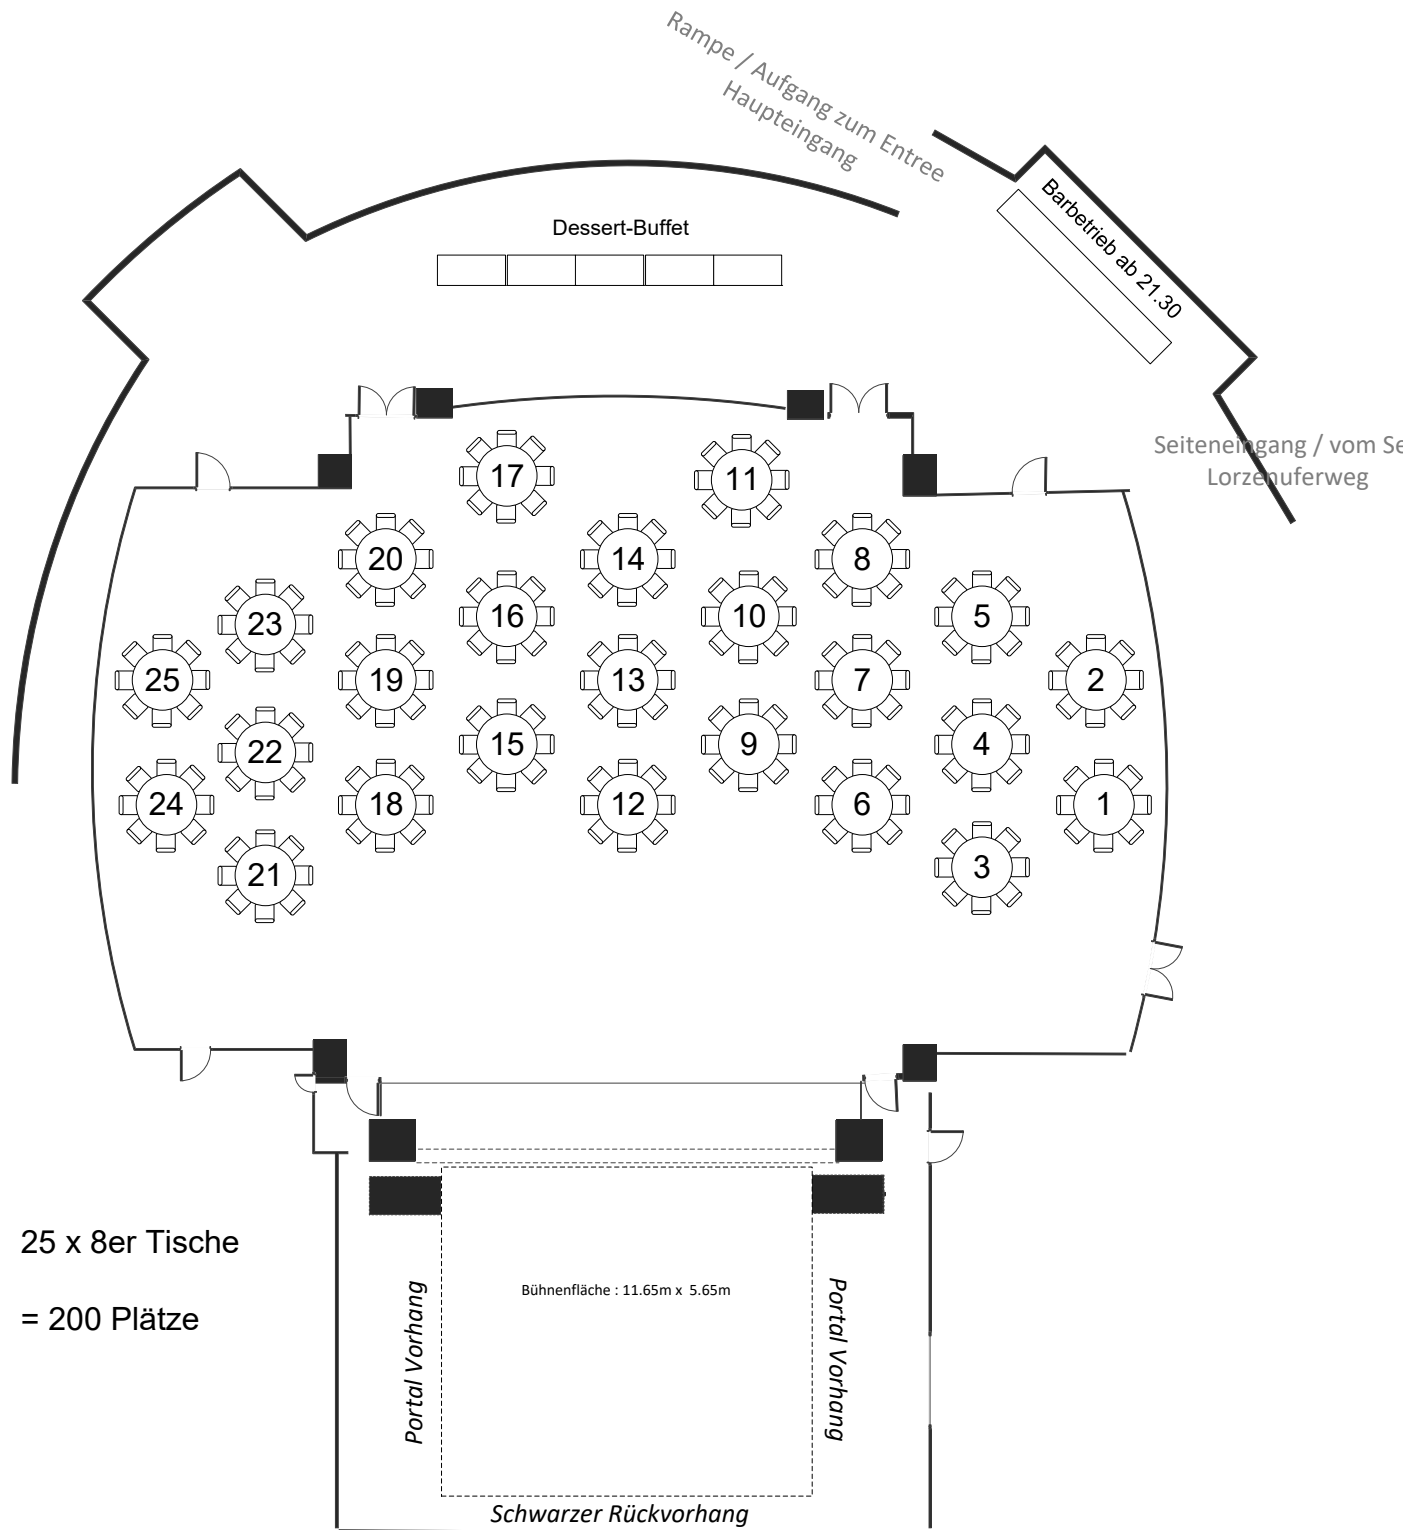 Rampe / Aufgang zum Entree
Haupteingang
Barbetrieb ab 21.30
Dessert-Buffet
Seiteneingang / vom Se
Lorzenuferweg
17
11
20
14
8
23
16
10
5
25
19
13
7
2
22
15
9
4
24
18
12
6
1
21
3
25 x 8er Tische
= 200 Plätze
Portal Vorhang
Bühnenfläche : 11.65m x 5.65m
Portal Vorhang
Schwarzer Rückvorhang